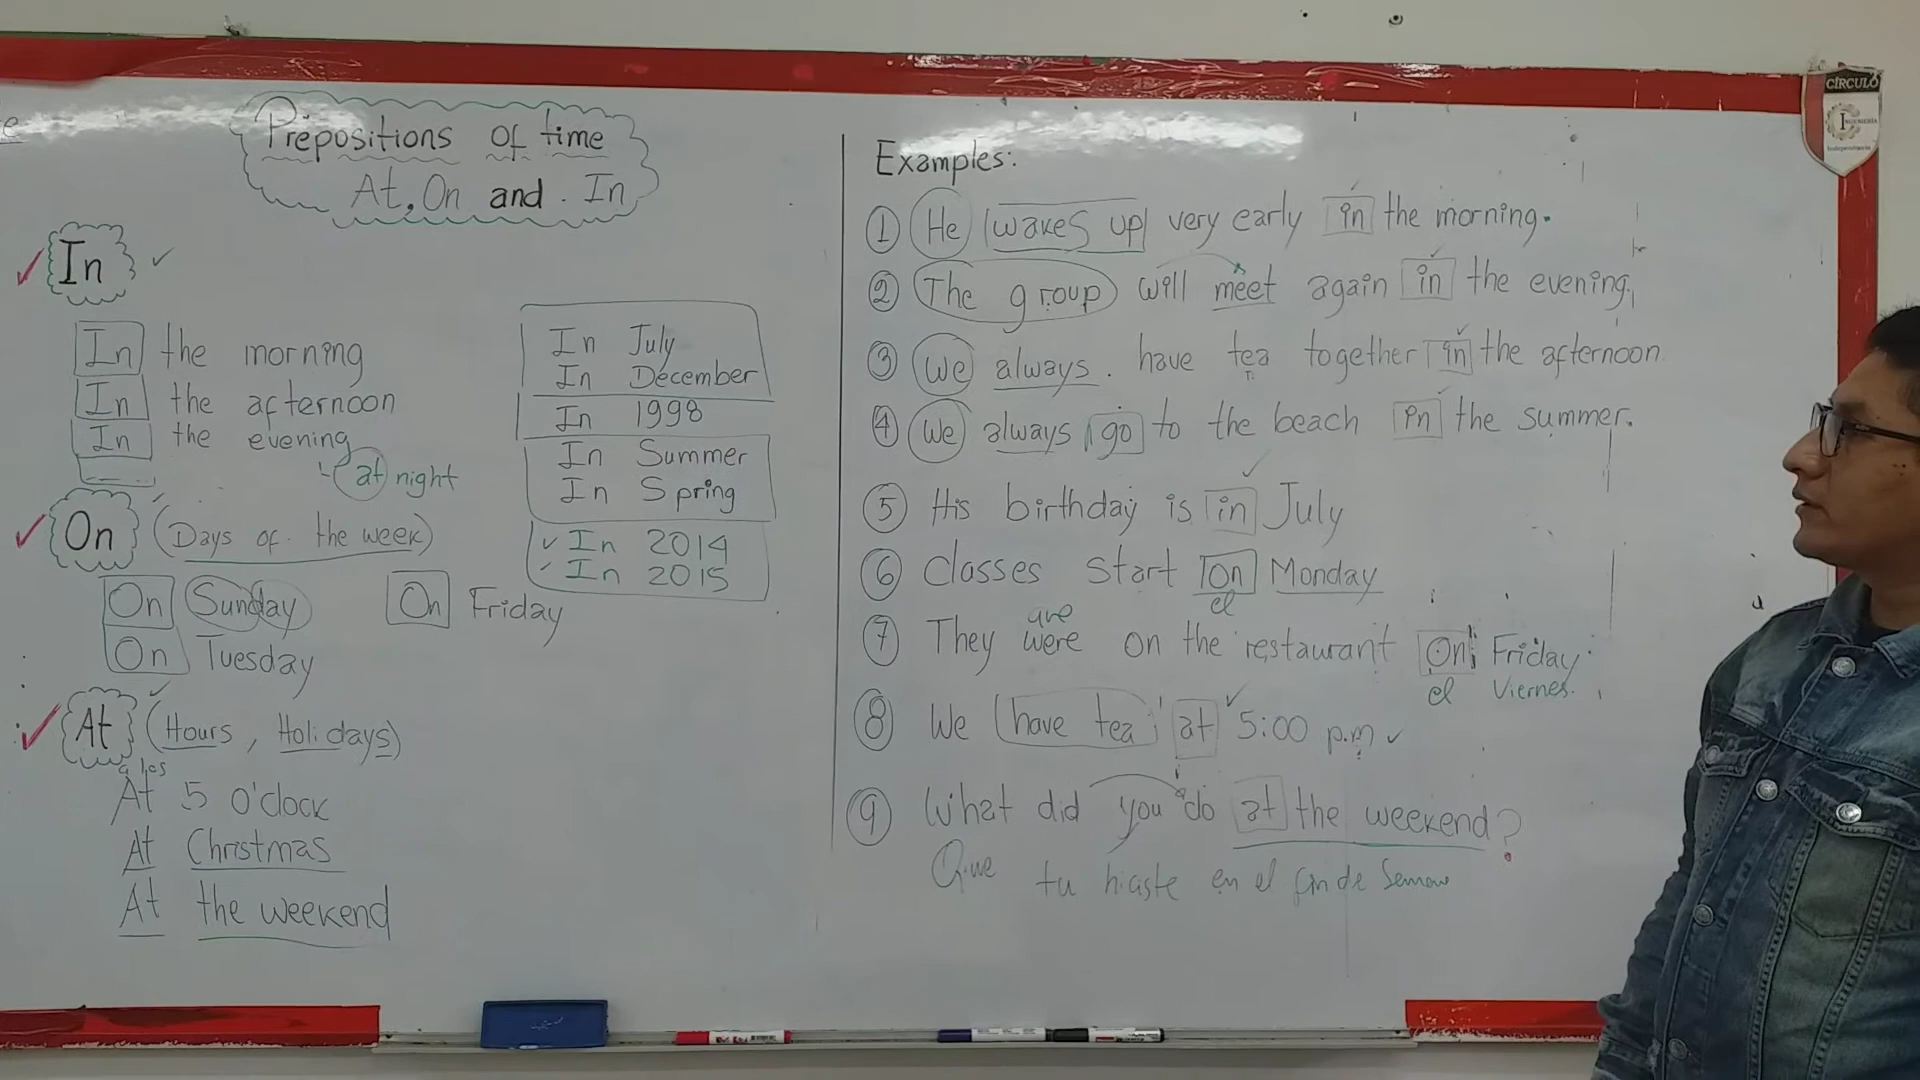 e
Prepositions of time
At, On and . In
In
In the morning
In the afternoon
In the evening
at night
In July
In December
In 1998
In Summer
In Spring
In 2014
In 2015
On (Days of the week)
On Sunday On Friday
On Tuesday
At (Hours, Holidays)
a las
At 5 o'clock
At Christmas
At the weekend
Examples:
1 He wakes up very early in the morning.
2 The group will meet again in the evening.
3 We always . have tea together in the afternoon
4 We always go to the beach in the summer.
5 His birthday is in July
6 Classes start on Monday
el
are
7 They were on the restaurant On Friday
el Viernes.
8 We have tea at 5:00 p.m
9 What did you do at the weekend?
Que tu hiciste en el fin de
CÍRCULO
INGENIERÍA
Independencia